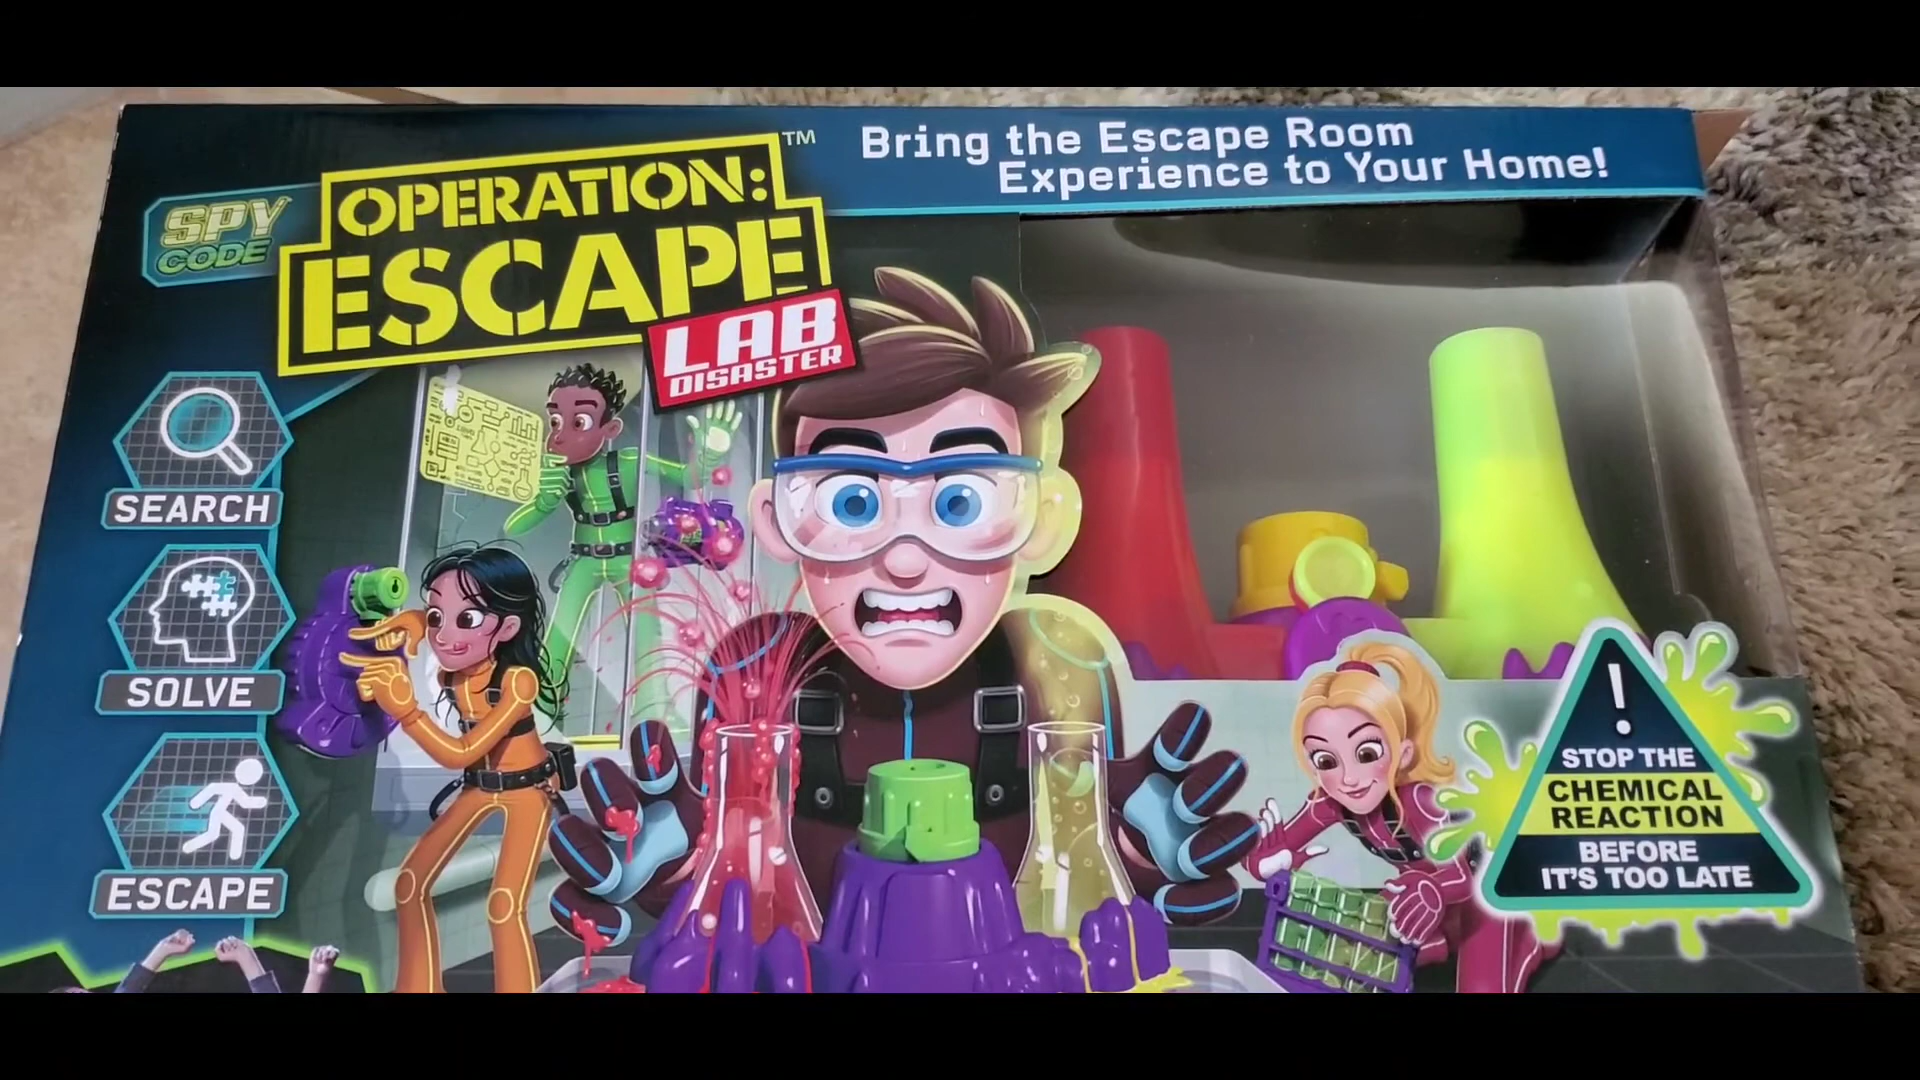 Bring the Escape Room
Experience to Your Home!
SPY
CODE
OPERATION:
ESCAPE
TM
LAB
DISASTER
SEARCH
SOLVE
ESCAPE
!
STOP THE
CHEMICAL
REACTION
BEFORE
IT'S TOO LATE